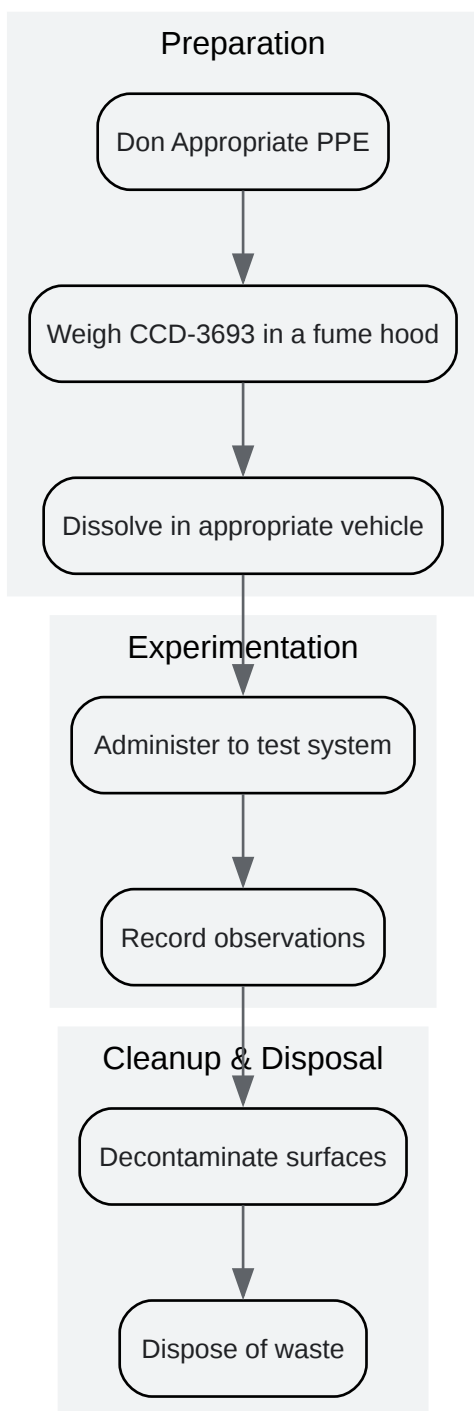 Preparation
Don Appropriate PPE
Weigh CCD-3693 in a fume hood
Dissolve in appropriate vehicle
Experimentation
Administer to test system
Record observations
Cleanup & Disposal
Decontaminate surfaces
Dispose of waste